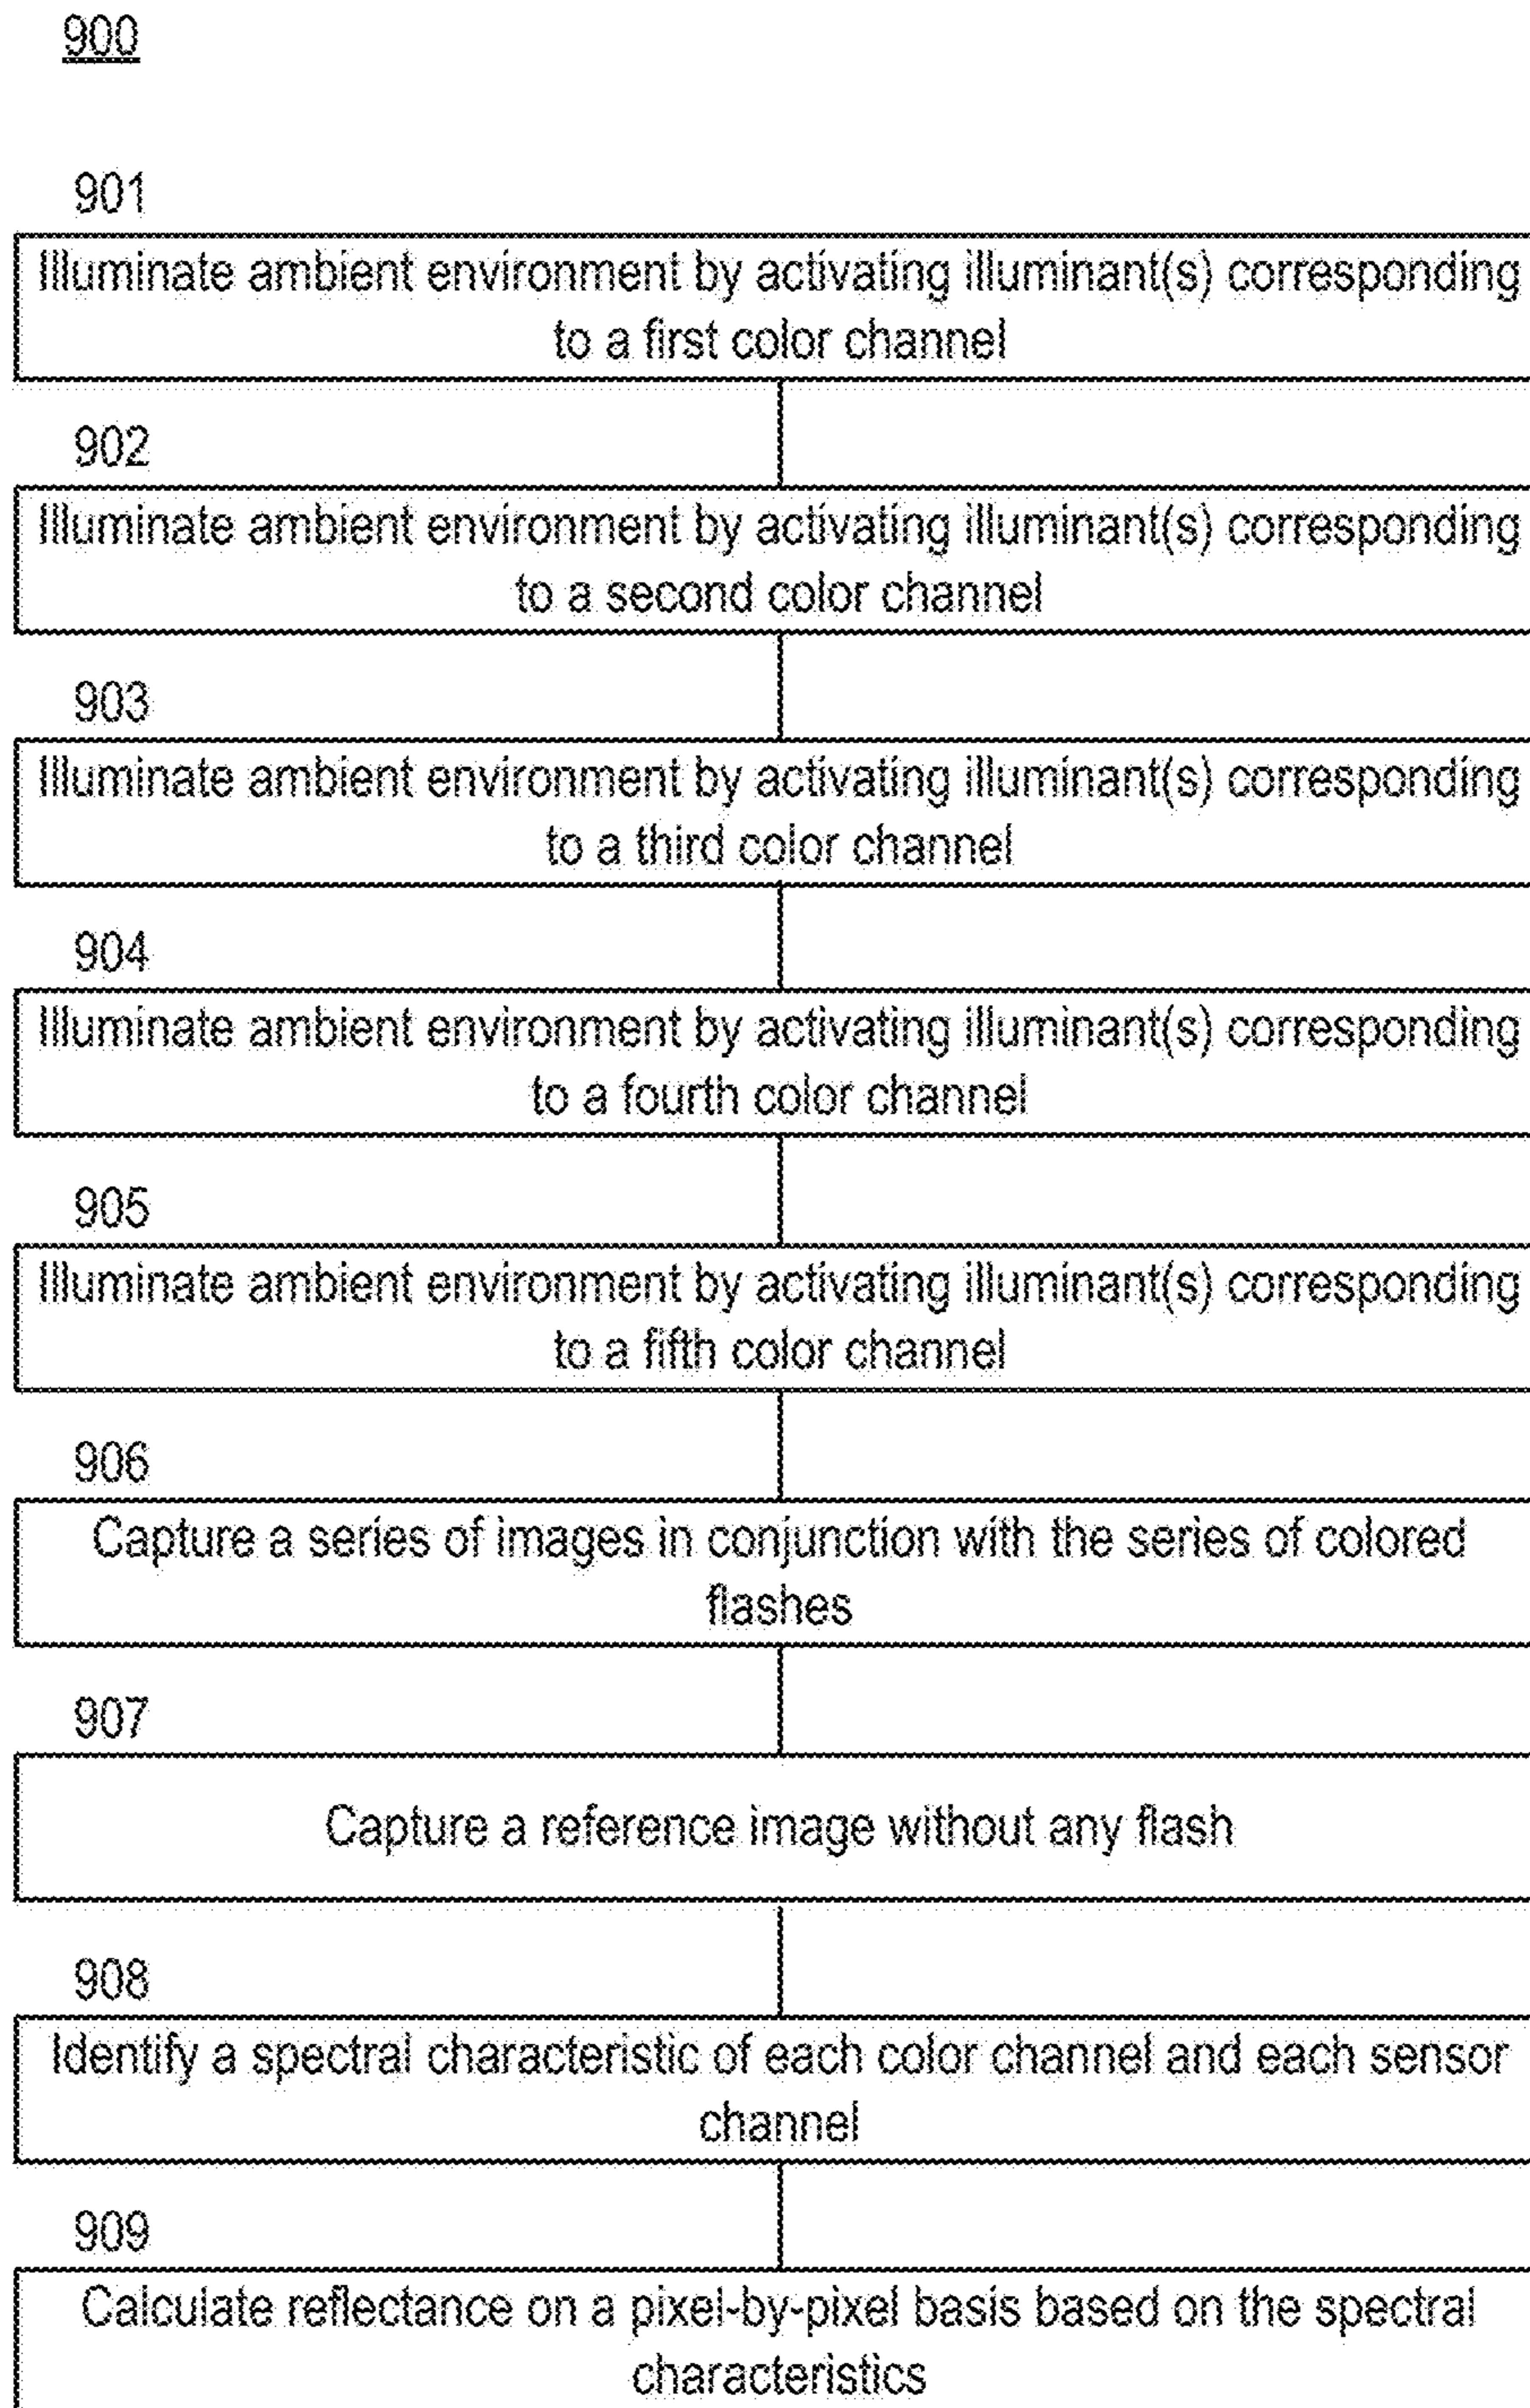 900
901
Illuminate ambient environment by activating illuminant(s) corresponding
to a first color channel
902
Illuminate ambient environment by activating illuminant(s) corresponding
to a second color channel
903
Illuminate ambient environment by activating illuminant(s) corresponding
to a third color channel
904
Illuminate ambient environment by activating illuminant(s) corresponding
to a fourth color channel
905
Illuminate ambient environment by activating illuminant(s) corresponding
to a fifth color channel
906
Capture a series of images in conjunction with the series of colored
flashes
907
Capture a reference image without any flash
908
Identify a spectral characteristic of each color channel and each sensor
channel
909
Calculate reflectance on a pixel-by-pixel basis based on the spectral
characteristics